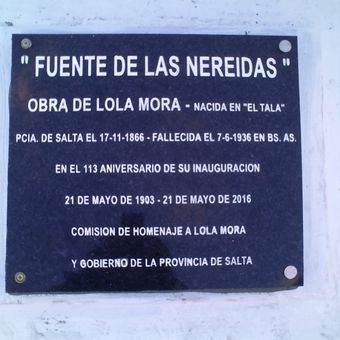 " FUENTE DE LAS NEREIDAS "
OBRA DE LOLA MORA - NACIDA EN "EL TALA"
PCIA. DE SALTA EL 17-11-1866 - FALLECIDA EL 7-6-1936 EN BS. AS.
EN EL 113 ANIVERSARIO DE SU INAUGURACION
21 DE MAYO DE 1903 - 21 DE MAYO DE 2016
COMISION DE HOMENAJE A LOLA MORA
Y GOBIERNO DE LA PROVINCIA DE SALTA